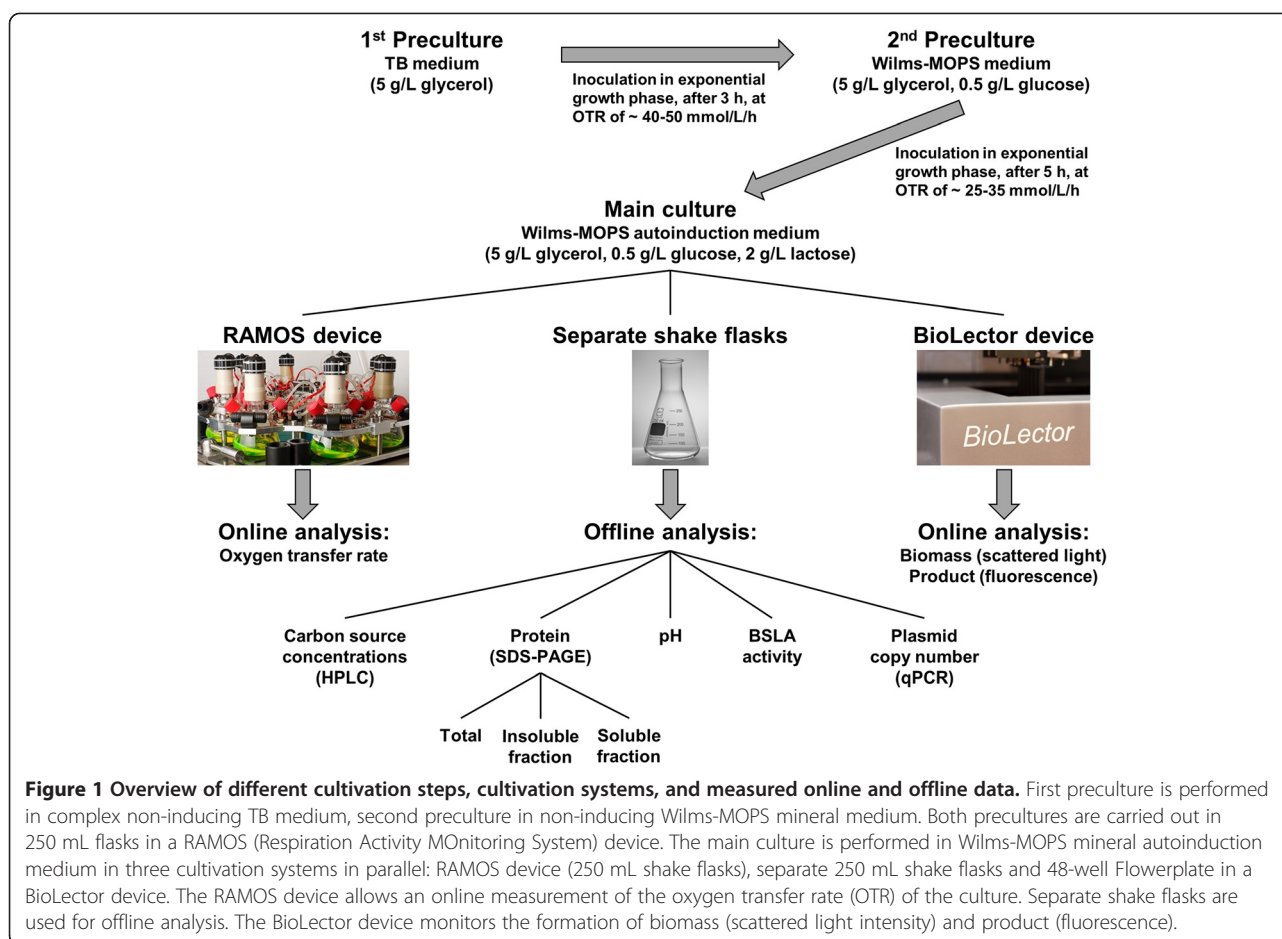 1st Preculture
TB medium
(5 g/L glycerol)
Inoculation in exponential
growth phase, after 3 h, at
OTR of ~ 40-50 mmol/L/h
2nd Preculture
Wilms-MOPS medium
(5 g/L glycerol, 0.5 g/L glucose)
Inoculation in exponential
growth phase, after 5 h, at
OTR of ~ 25-35 mmol/L/h
Main culture
Wilms-MOPS autoinduction medium
(5 g/L glycerol, 0.5 g/L glucose, 2 g/L lactose)
RAMOS device
Separate shake flasks
BioLector device
BioLector
Online analysis:
Oxygen transfer rate
Offline analysis:
Online analysis:
Biomass (scattered light)
Product (fluorescence)
Carbon source
concentrations
(HPLC)
Protein
(SDS-PAGE)
pH
BSLA
activity
Plasmid
copy number
(qPCR)
Total
Insoluble
fraction
Soluble
fraction
Figure 1 Overview of different cultivation steps, cultivation systems, and measured online and offline data. First preculture is performed
in complex non-inducing TB medium, second preculture in non-inducing Wilms-MOPS mineral medium. Both precultures are carried out in
250 mL flasks in a RAMOS (Respiration Activity MOnitoring System) device. The main culture is performed in Wilms-MOPS mineral autoinduction
medium in three cultivation systems in parallel: RAMOS device (250 mL shake flasks), separate 250 mL shake flasks and 48-well Flowerplate in a
BioLector device. The RAMOS device allows an online measurement of the oxygen transfer rate (OTR) of the culture. Separate shake flasks are
used for offline analysis. The BioLector device monitors the formation of biomass (scattered light intensity) and product (fluorescence).